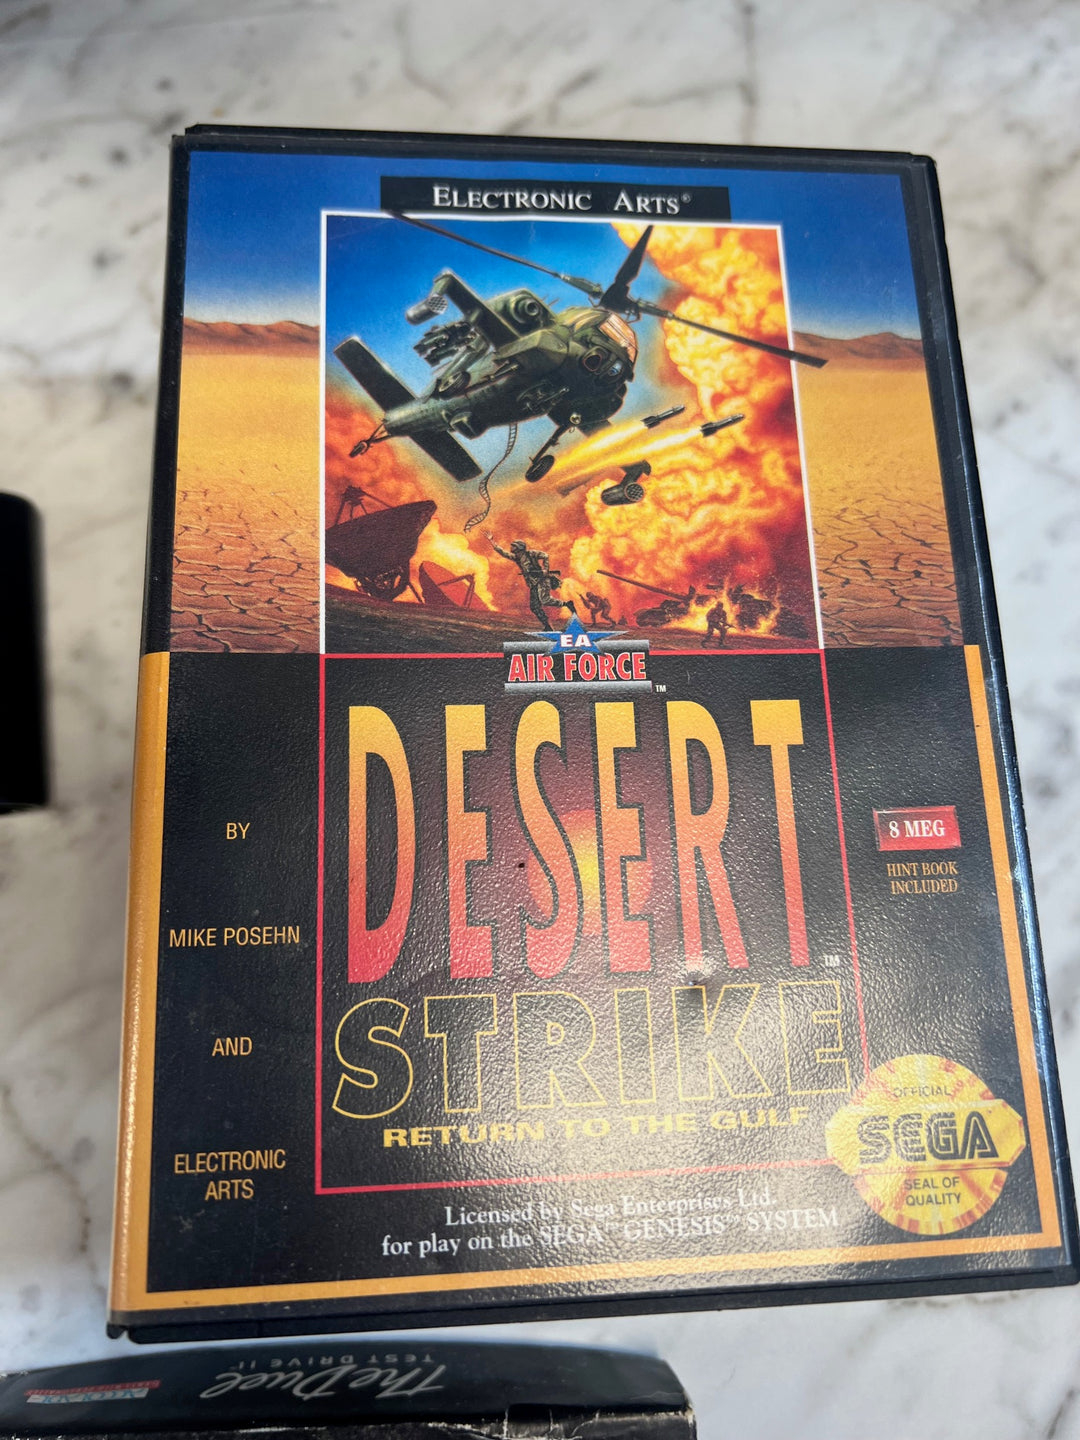 ELECTRONIC ARTS®
EA
AIR FORCE™
DESERT™
STRIKE
RETURN TO THE GULF
BY
MIKE POSEHN
AND
ELECTRONIC
ARTS
8 MEG
HINT BOOK
INCLUDED
OFFICIAL
SEGA
SEAL OF
QUALITY
Licensed by Sega Enterprises Ltd.
for play on the SEGA™ GENESIS™ SYSTEM
The Duel
TEST DRIVE II™